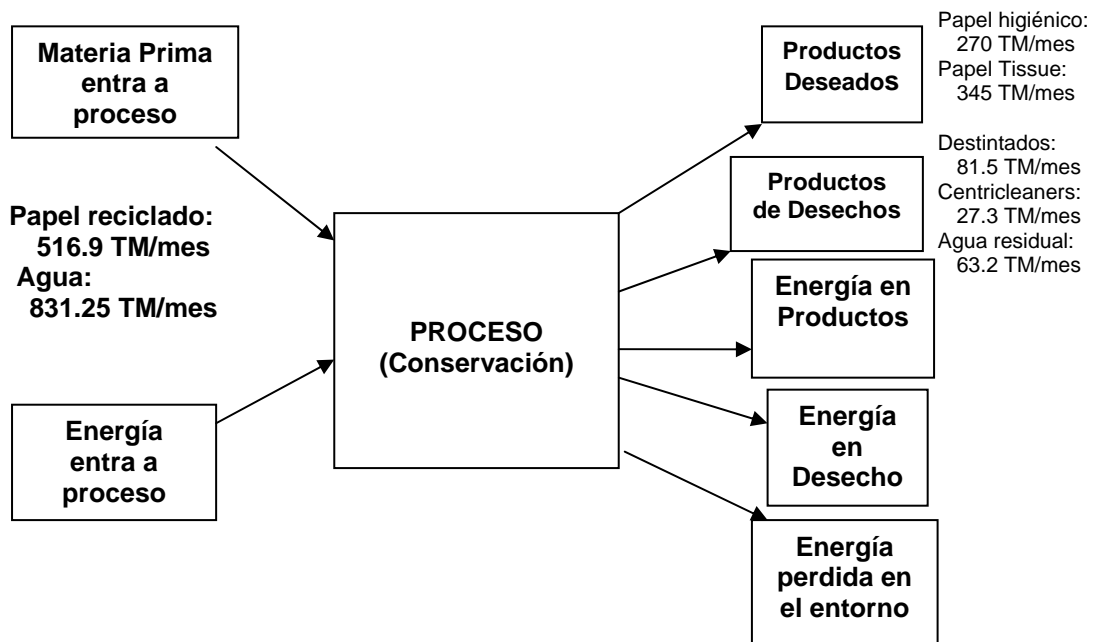 Materia Prima
entra a
proceso
Papel reciclado:
516.9 TM/mes
Agua:
831.25 TM/mes
Energía
entra a
proceso
PROCESO
(Conservación)
Productos
Deseados
Papel higiénico:
270 TM/mes
Papel Tissue:
345 TM/mes
Productos
de Desechos
Destintados:
81.5 TM/mes
Centricleaners:
27.3 TM/mes
Agua residual:
63.2 TM/mes
Energía en
Productos
Energía
en
Desecho
Energía
perdida en
el entorno